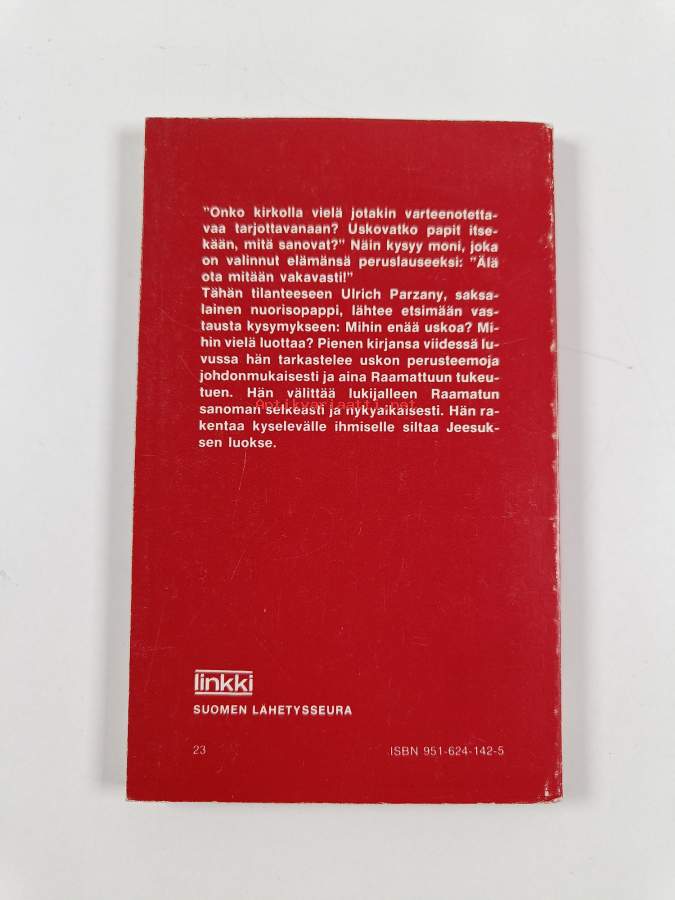 "Onko kirkolla vielä jotakin varteenotetta-
vaa tarjottavanaan? Uskovatko papit itse-
kään, mitä sanovat?" Näin kysyy moni, joka
on valinnut elämänsä peruslauseeksi: "Älä
ota mitään vakavasti!"
Tähän tilanteeseen Ulrich Parzany, saksa-
lainen nuorisopappi, lähtee etsimään vas-
tausta kysymykseen: Mihin enää uskoa? Mi-
hin vielä luottaa? Pienen kirjansa viidessä lu-
vussa hän tarkastelee uskon perusteemoja
johdonmukaisesti ja aina Raamattuun tukeu-
tuen. Hän välittää lukijalleen Raamatun
Antikvariaatti.net
sanoman selkeästi ja nykyaikaisesti. Hän ra-
kentaa kyselevälle ihmiselle siltaa Jeesuk-
sen luokse.
linkki
SUOMEN LÄHETYSSEURA
23 ISBN 951-624-142-5